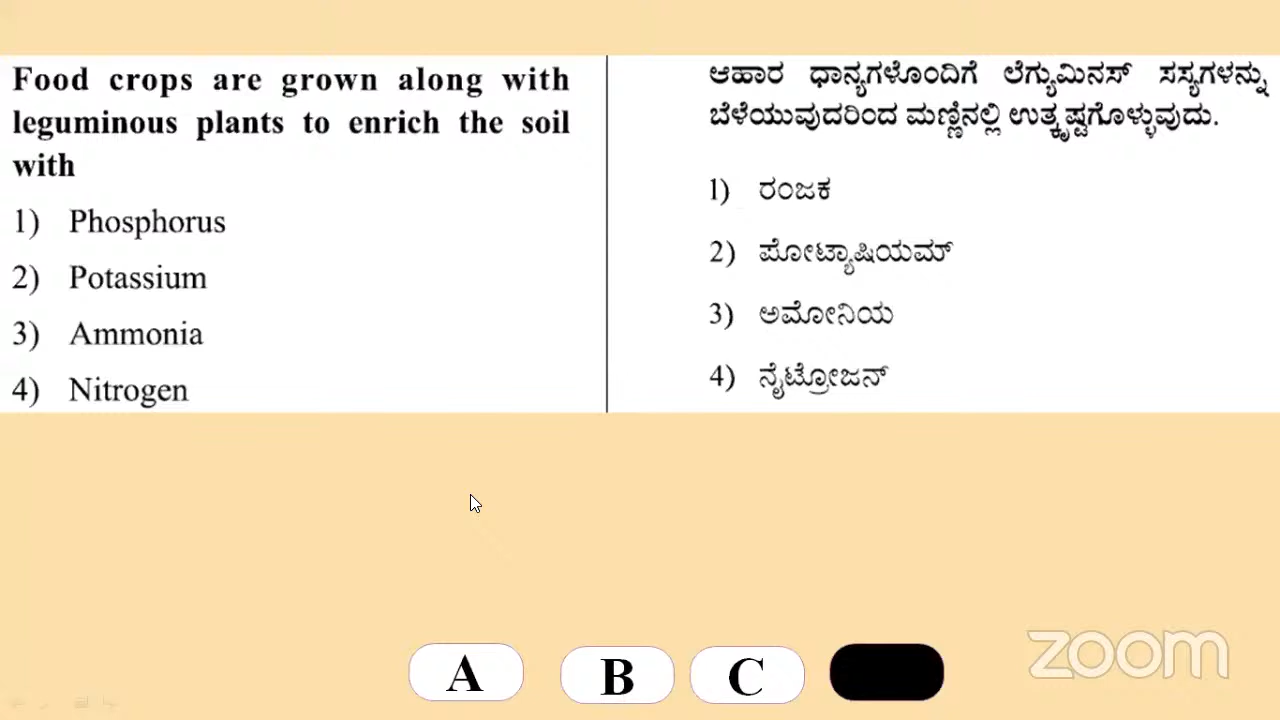 Food crops are grown along with
leguminous plants to enrich the soil
with
1) Phosphorus
2) Potassium
3) Ammonia
4) Nitrogen
ಆಹಾರ ಧಾನ್ಯಗಳೊಂದಿಗೆ ಲೆಗ್ಯುಮಿನಸ್ ಸಸ್ಯಗಳನ್ನು
ಬೆಳೆಯುವುದರಿಂದ ಮಣ್ಣಿನಲ್ಲಿ ಉತ್ಕೃಷ್ಟಗೊಳ್ಳುವುದು.
1) ರಂಜಕ
2) ಪೋಟ್ಯಾಷಿಯಮ್
3) ಅಮೋನಿಯ
4) ನೈಟ್ರೋಜನ್
A B C
zoom